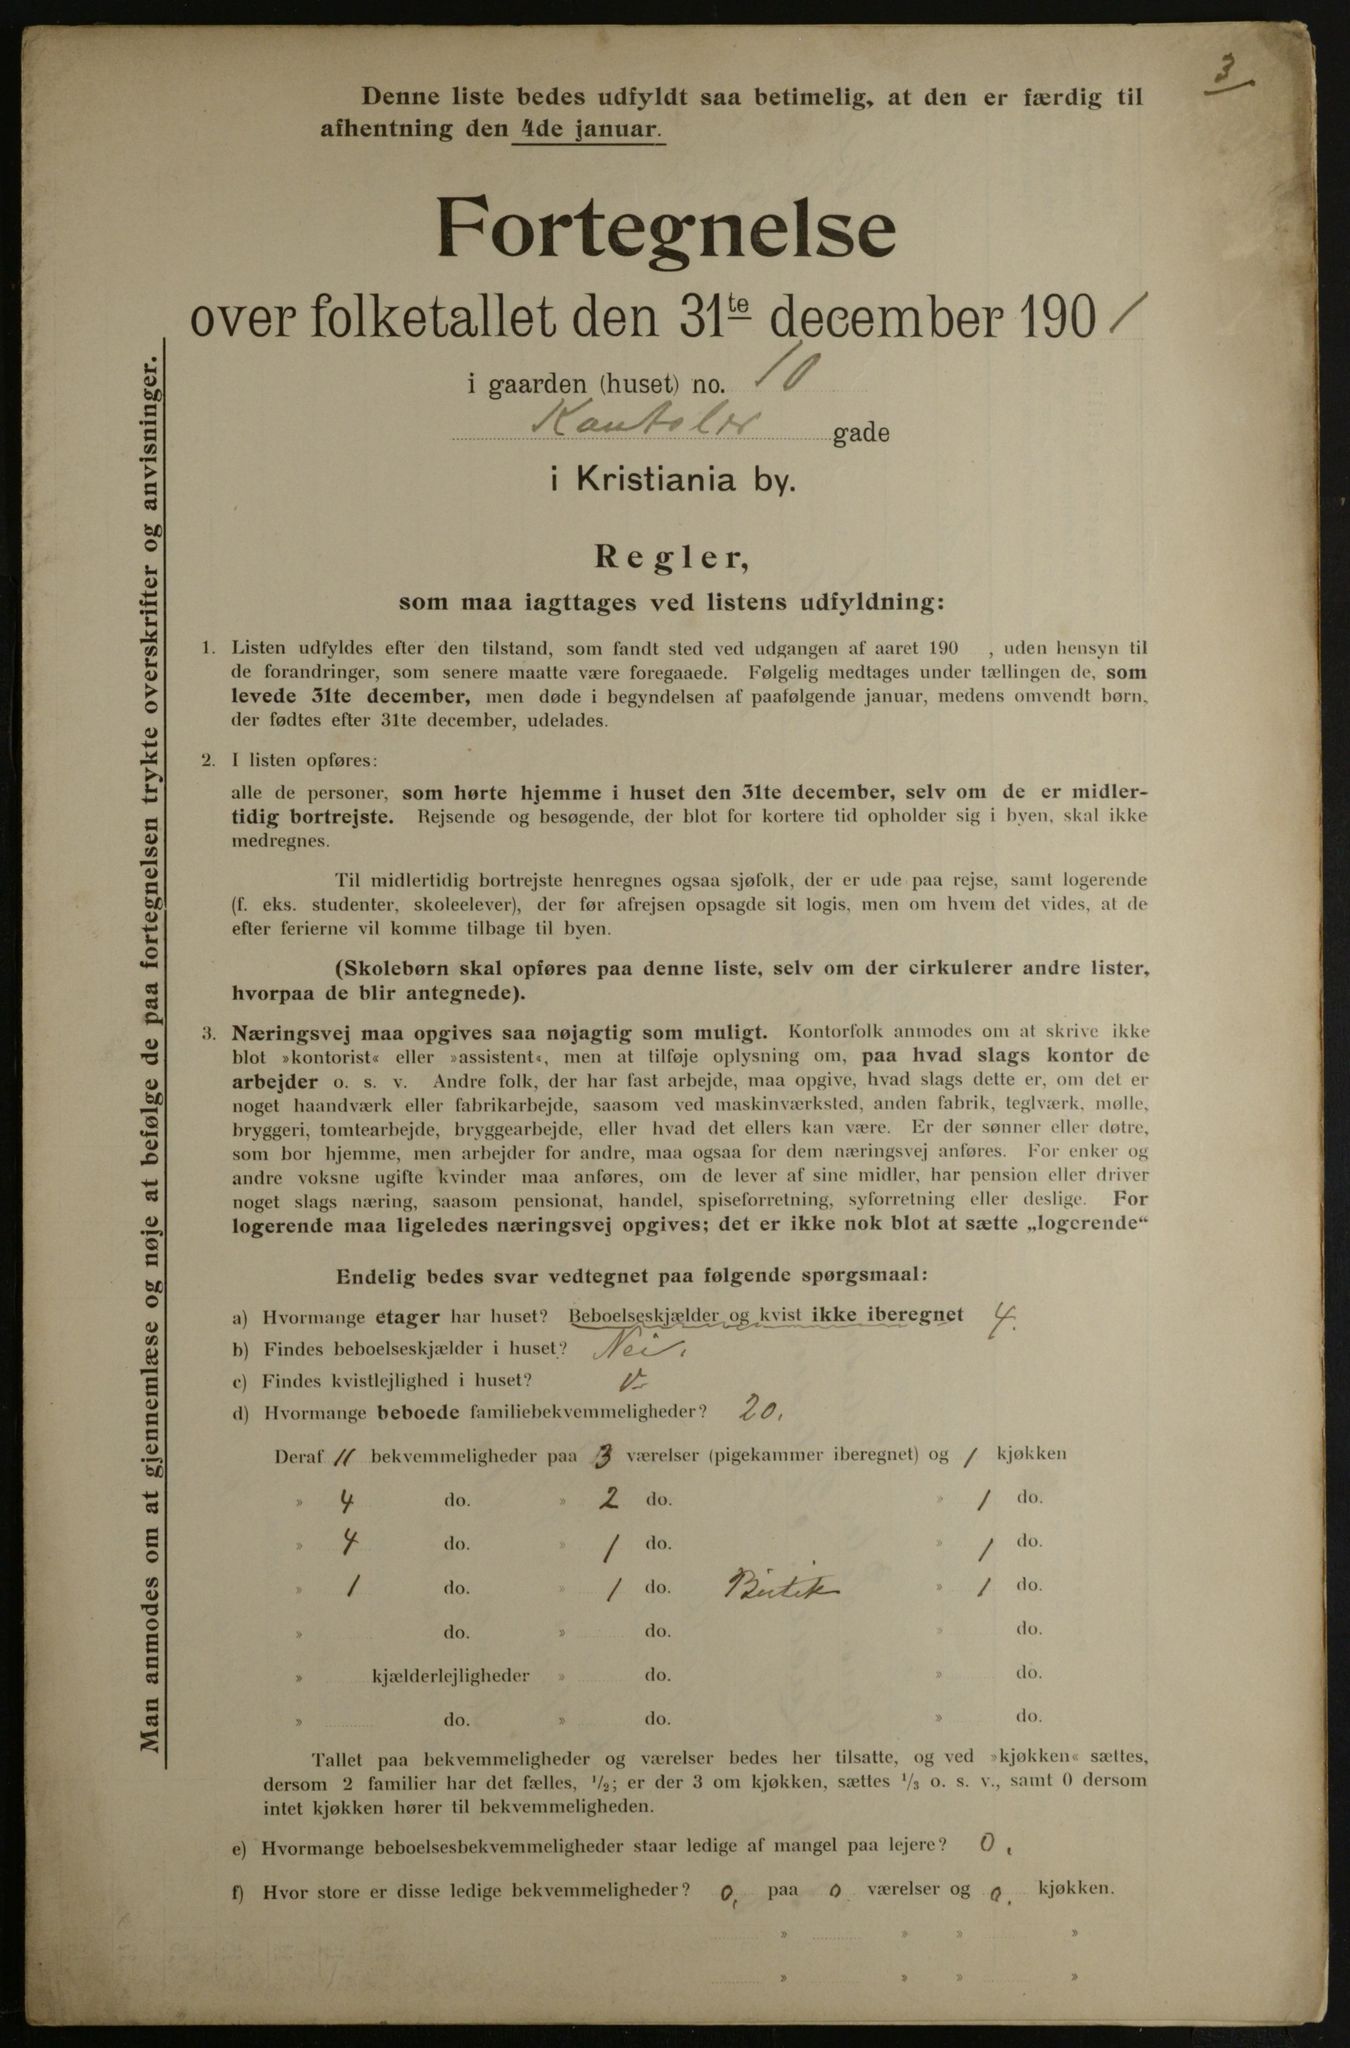 3
Denne liste bedes udfyldt saa betimelig, at den er færdig til
afhentning den 4de januar.
Fortegnelse
over folketallet den 31te december 1901
i gaarden (huset) no. 10
gade
i Kristiania by.
Regler,
som maa iagttages ved listens udfyldning:
1. Listen udfyldes efter den tilstand, som fandt sted ved udgangen af aaret 190 , uden hensyn til
de forandringer, som senere maatte være foregaaede. Følgelig medtages under tællingen de, som
levede 31te december, men døde i begyndelsen af paafølgende januar, medens omvendt børn,
der fødtes efter 31te december, udelades.
2. I listen opføres:
alle de personer, som hørte hjemme i huset den 31te december, selv om de er midler-
tidig bortrejste. Rejsende og besøgende, der blot for kortere tid opholder sig i byen, skal ikke
medregnes.
Til midlertidig bortrejste henregnes ogsaa sjøfolk, der er ude paa rejse, samt logerende
(f. eks. studenter, skoleelever), der før afrejsen opsagde sit logis, men om hvem det vides, at de
efter ferierne vil komme tilbage til byen.
(Skolebørn skal opføres paa denne liste, selv om der cirkulerer andre lister,
hvorpaa de blir antegnede).
3. Næringsvej maa opgives saa nøjagtig som muligt. Kontorfolk anmodes om at skrive ikke
blot »kontorist« eller »assistent«, men at tilføje oplysning om, paa hvad slags kontor de
arbejder o. s. v. Andre folk, der har fast arbejde, maa opgive, hvad slags dette er, om det er
noget haandværk eller fabrikarbejde, saasom ved maskinværksted, anden fabrik, teglværk, mølle,
bryggeri, tomtearbejde, bryggearbejde, eller hvad det ellers kan være. Er der sønner eller døtre,
som bor hjemme, men arbejder for andre, maa ogsaa for dem næringsvej anføres. For enker og
andre voksne ugifte kvinder maa anføres, om de lever af sine midler, har pension eller driver
noget slags næring, saasom pensionat, handel, spiseforretning, syforretning eller deslige. For
logerende maa ligeledes næringsvej opgives; det er ikke nok blot at sætte „logerende“
Endelig bedes svar vedtegnet paa følgende spørgsmaal:
a) Hvormange etager har huset? Beboelseskjælder og kvist ikke iberegnet 4.
b) Findes beboelseskjælder i huset? Nei.
c) Findes kvistlejlighed i huset?
d) Hvormange beboede familiebekvemmeligheder? 20.
Deraf 11 bekvemmeligheder paa 3 værelser (pigekammer iberegnet) og 1 kjøkken
» 4 do. » 2 do. » 1 do.
» 4 do. » 1 do. » 1 do.
» 1 do. » 1 do. Butik » 1 do.
» do. » do. » do.
» kjælderlejligheder » do. » do.
» do. » do. » do.
Tallet paa bekvemmeligheder og værelser bedes her tilsatte, og ved »kjøkken« sættes,
dersom 2 familier har det fælles, 1/2; er der 3 om kjøkken, sættes 1/3 o. s. v., samt 0 dersom
intet kjøkken hører til bekvemmeligheden.
e) Hvormange beboelsesbekvemmeligheder staar ledige af mangel paa lejere? 0.
f) Hvor store er disse ledige bekvemmeligheder? 0. paa 0 værelser og 0. kjøkken.
» » » »
» » » »
Man anmodes om at gjennemlæse og nøje at befølge de paa fortegnelsen trykte overskrifter og anvisninger.